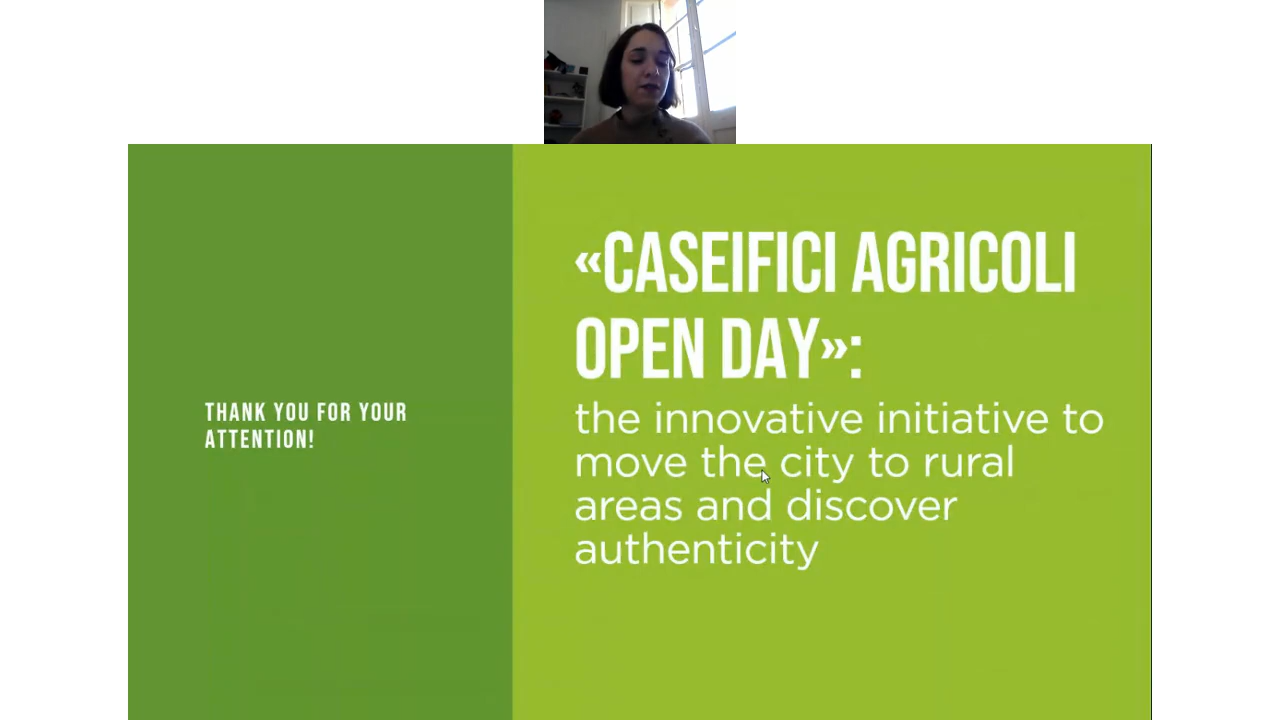 THANK YOU FOR YOUR
ATTENTION!
«CASEIFICI AGRICOLI
OPEN DAY»:
the innovative initiative to
move the city to rural
areas and discover
authenticity